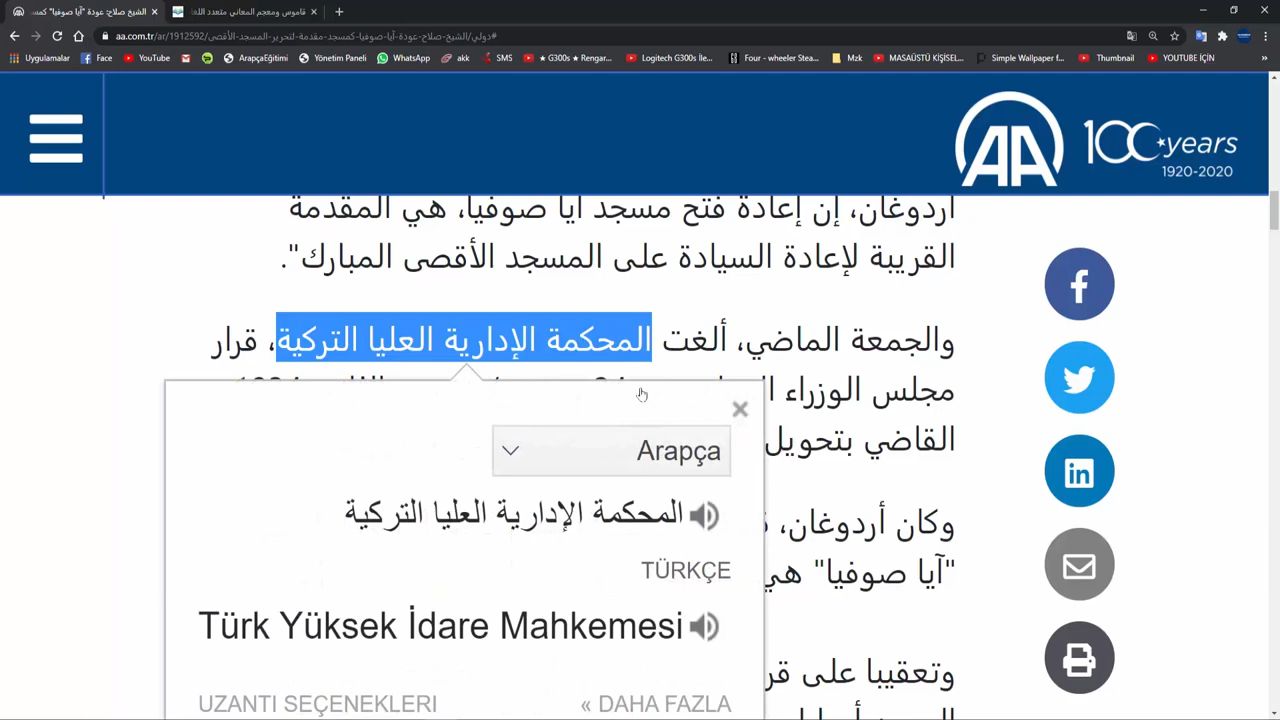 الشيخ صلاح: عودة "آيا صوفيا" كمسـ
قاموس ومعجم المعاني متعدد اللغا
aa.com.tr/ar/دولي/الشيخ-صلاح-عودة-آيا-صوفيا-كمسجد-مقدمة-لتحرير-المسجد-الأقصى/1912592#
Uygulamalar
Face
YouTube
ArapçaEğitimi
Yönetim Paneli
WhatsApp
akk
SMS
★ G300s ★ Rengar...
Logitech G300s İle...
Four - wheeler Stea...
Mzk
MASAÜSTÜ KİŞİSEL...
Simple Wallpaper f...
Thumbnail
YOUTUBE İÇİN
»
AA
100 years
1920-2020
أردوغان، إن إعادة فتح مسجد آيا صوفيا، هي المقدمة
القريبة لإعادة السيادة على المسجد الأقصى المبارك".
والجمعة الماضي، ألغت المحكمة الإدارية العليا التركية، قرار
مجلس الوزراء
القاضي بتحويل
وكان أردوغان،
"آيا صوفيا" هي
وتعقيبا على
Arapça
المحكمة الإدارية العليا التركية
TÜRKÇE
Türk Yüksek İdare Mahkemesi
UZANTI SEÇENEKLERİ
DAHA FAZLA »